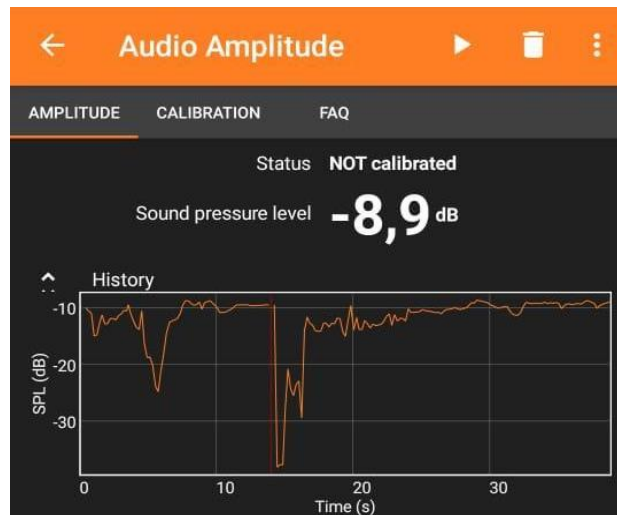 Audio Amplitude
AMPLITUDE CALIBRATION FAQ
Status NOT calibrated
Sound pressure level -8,9 dB
History
SPL (dB)
-10
-20
-30
0 10 20 30
Time (s)